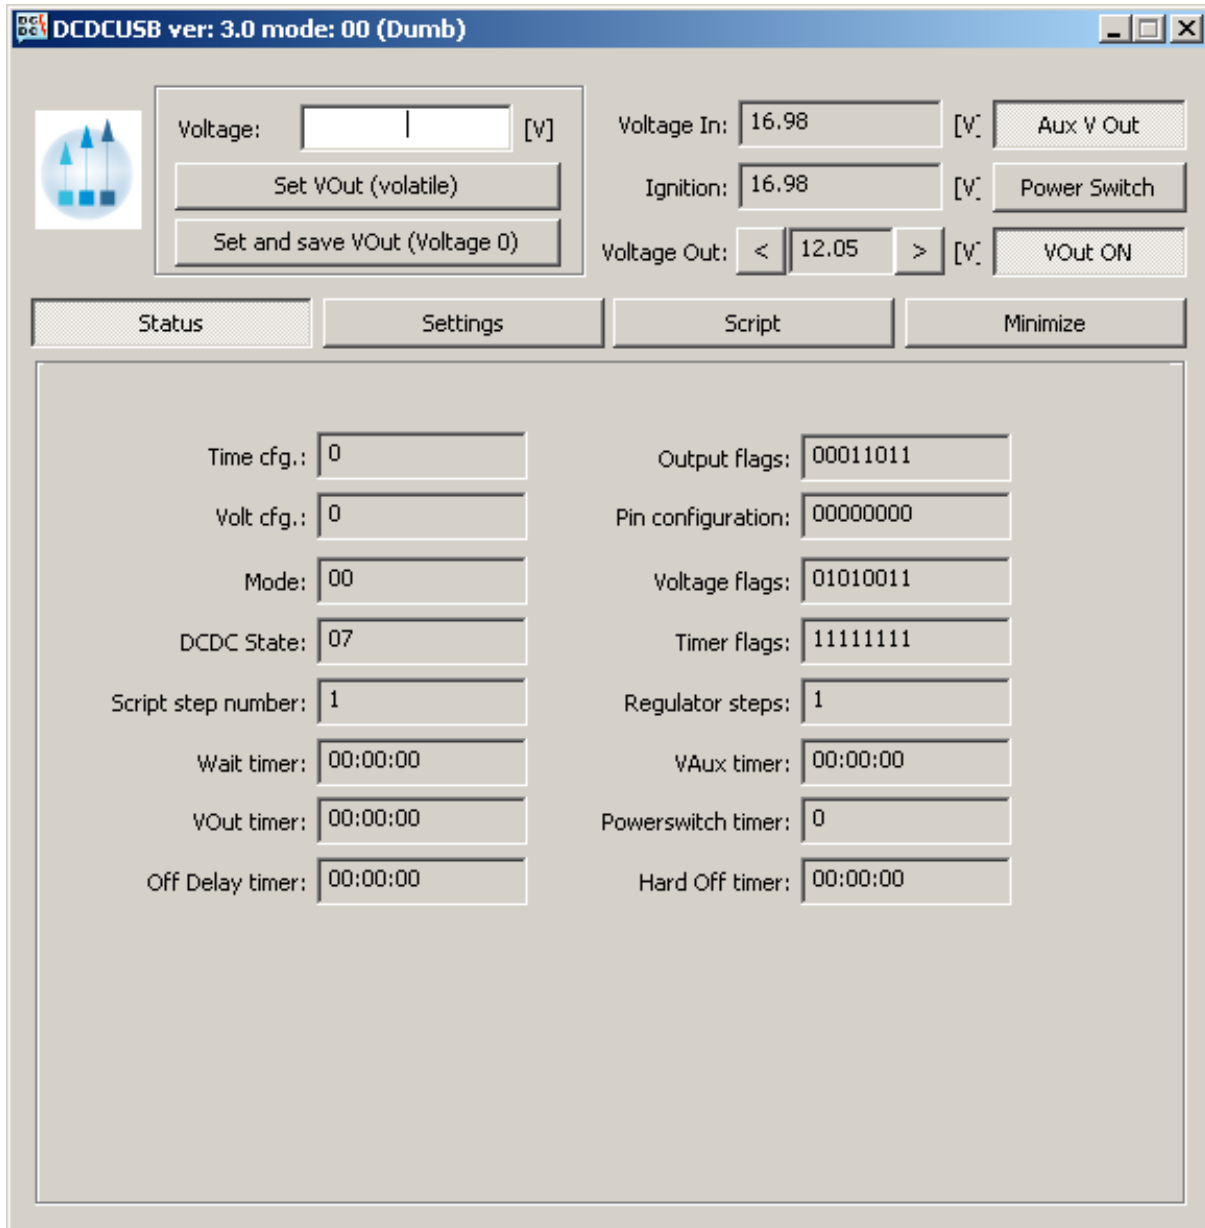 DCDCUSB ver: 3.0 mode: 00 (Dumb)
Voltage: [V]
Set VOut (volatile)
Set and save VOut (Voltage 0)
Voltage In: 16.98 [V] Aux V Out
Ignition: 16.98 [V] Power Switch
Voltage Out: < 12.05 > [V] VOut ON
Status Settings Script Minimize
Time cfg.: 0 Output flags: 00011011
Volt cfg.: 0 Pin configuration: 00000000
Mode: 00 Voltage flags: 01010011
DCDC State: 07 Timer flags: 11111111
Script step number: 1 Regulator steps: 1
Wait timer: 00:00:00 VAux timer: 00:00:00
VOut timer: 00:00:00 Powerswitch timer: 0
Off Delay timer: 00:00:00 Hard Off timer: 00:00:00